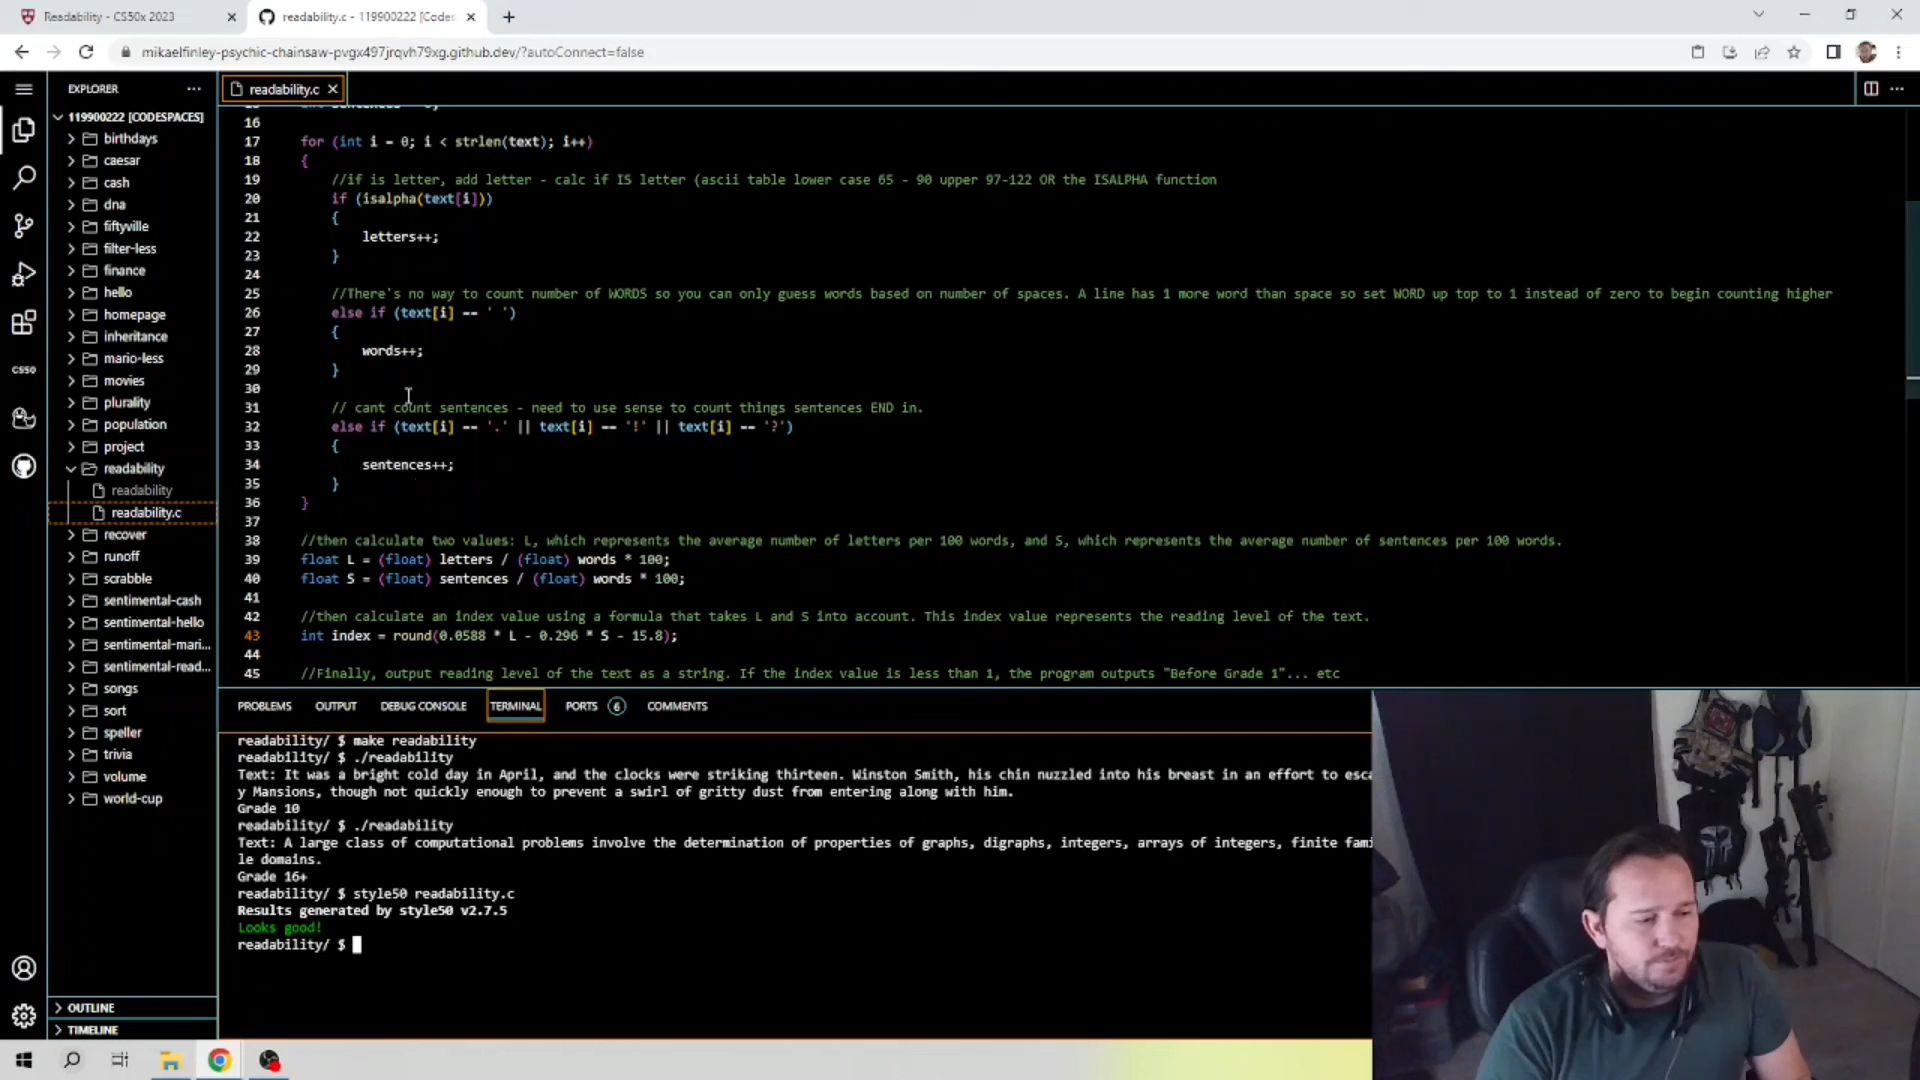 Readability - CS50x 2023
readability.c - 119900222 [Codes
mikaelfinley-psychic-chainsaw-pvgx497jrqvh79xg.github.dev/?autoConnect=false
EXPLORER
readability.c
119900222 [CODESPACES]
birthdays
caesar
cash
dna
fiftyville
filter-less
finance
hello
homepage
inheritance
mario-less
movies
plurality
population
project
readability
readability
readability.c
recover
runoff
scrabble
sentimental-cash
sentimental-hello
sentimental-mari...
sentimental-read...
songs
sort
speller
trivia
volume
world-cup
OUTLINE
TIMELINE
CS50
16
17 for (int i = 0; i < strlen(text); i++)
18 {
19 //if is letter, add letter - calc if IS letter (ascii table lower case 65 - 90 upper 97-122 OR the ISALPHA function
20 if (isalpha(text[i]))
21 {
22 letters++;
23 }
24
25 //There's no way to count number of WORDS so you can only guess words based on number of spaces. A line has 1 more word than space so set WORD up top to 1 instead of zero to begin counting higher
26 else if (text[i] == ' ')
27 {
28 words++;
29 }
30
31 // cant count sentences - need to use sense to count things sentences END in.
32 else if (text[i] == '.' || text[i] == '!' || text[i] == '?')
33 {
34 sentences++;
35 }
36 }
37
38 //then calculate two values: L, which represents the average number of letters per 100 words, and S, which represents the average number of sentences per 100 words.
39 float L = (float) letters / (float) words * 100;
40 float S = (float) sentences / (float) words * 100;
41
42 //then calculate an index value using a formula that takes L and S into account. This index value represents the reading level of the text.
43 int index = round(0.0588 * L - 0.296 * S - 15.8);
44
45 //Finally, output reading level of the text as a string. If the index value is less than 1, the program outputs "Before Grade 1"... etc
PROBLEMS OUTPUT DEBUG CONSOLE TERMINAL PORTS 6 COMMENTS
readability/ $ make readability
readability/ $ ./readability
Text: It was a bright cold day in April, and the clocks were striking thirteen. Winston Smith, his chin nuzzled into his breast in an effort to esca
y Mansions, though not quickly enough to prevent a swirl of gritty dust from entering along with him.
Grade 10
readability/ $ ./readability
Text: A large class of computational problems involve the determination of properties of graphs, digraphs, integers, arrays of integers, finite fami
le domains.
Grade 16+
readability/ $ style50 readability.c
Results generated by style50 v2.7.5
Looks good!
readability/ $